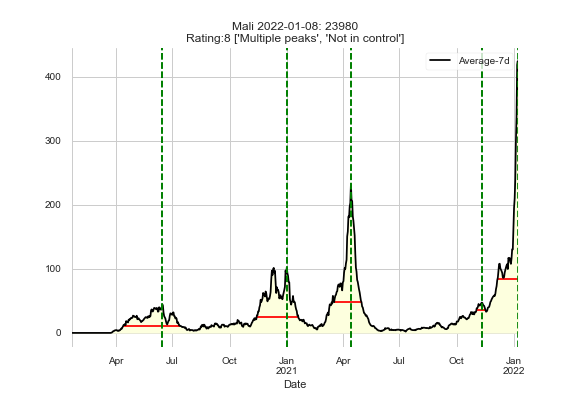 Mali 2022-01-08: 23980
Rating:8 ['Multiple peaks', 'Not in control']
Average-7d
400
300
200
100
0
Apr Jul Oct Jan Apr Jul Oct Jan
2021 2022
Date